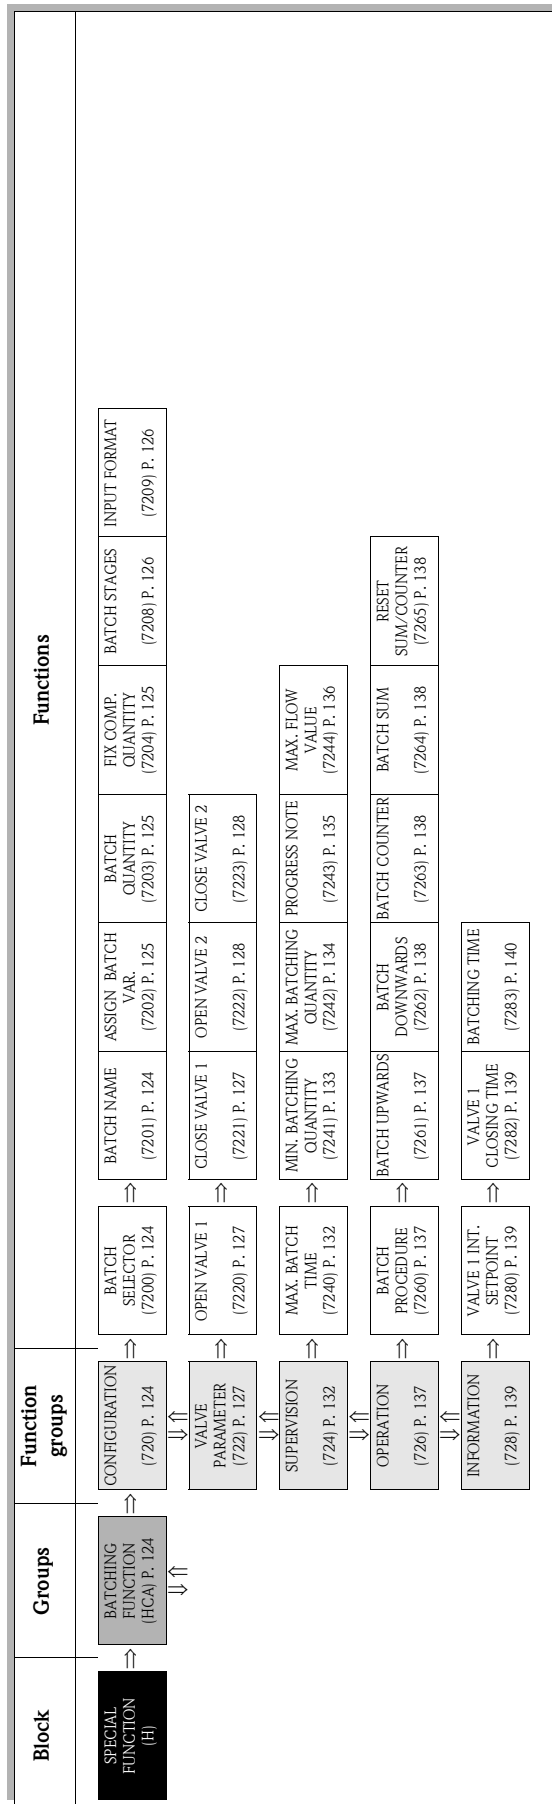 Block
Groups
Function
groups
Functions
SPECIAL
FUNCTION
(H)
⇒
BATCHING
FUNCTION
(HCA) P. 124
⇒
CONFIGURATION
(720) P. 124
⇒
BATCH
SELECTOR
(7200) P. 124
⇒
BATCH NAME
(7201) P. 124
ASSIGN BATCH
VAR.
(7202) P. 125
BATCH
QUANTITY
(7203) P. 125
FIX COMP.
QUANTITY
(7204) P. 125
BATCH STAGES
(7208) P. 126
INPUT FORMAT
(7209) P. 126
⇓⇑
⇓⇑
VALVE
PARAMETER
(722) P. 127
⇒
OPEN VALVE 1
(7220) P. 127
⇒
CLOSE VALVE 1
(7221) P. 127
OPEN VALVE 2
(7222) P. 128
CLOSE VALVE 2
(7223) P. 128
⇓⇑
SUPERVISION
(724) P. 132
⇒
MAX. BATCH
TIME
(7240) P. 132
⇒
MIN. BATCHING
QUANTITY
(7241) P. 133
MAX. BATCHING
QUANTITY
(7242) P. 134
PROGRESS NOTE
(7243) P. 135
MAX. FLOW
VALUE
(7244) P. 136
⇓⇑
OPERATION
(726) P. 137
⇒
BATCH
PROCEDURE
(7260) P. 137
⇒
BATCH UPWARDS
(7261) P. 137
BATCH
DOWNWARDS
(7262) P. 138
BATCH COUNTER
(7263) P. 138
BATCH SUM
(7264) P. 138
RESET
SUM/COUNTER
(7265) P. 138
⇓⇑
INFORMATION
(728) P. 139
⇒
VALVE 1 INT.
SETPOINT
(7280) P. 139
⇒
VALVE 1
CLOSING TIME
(7282) P. 139
BATCHING TIME
(7283) P. 140